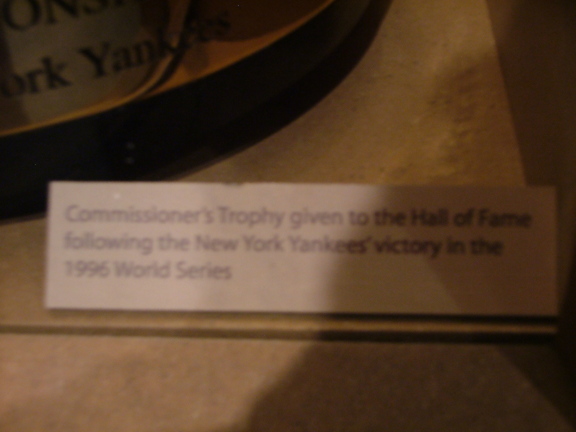 ONS
ork Yankees
Commissioner's Trophy given to the Hall of Fame
following the New York Yankees' victory in the
1996 World Series